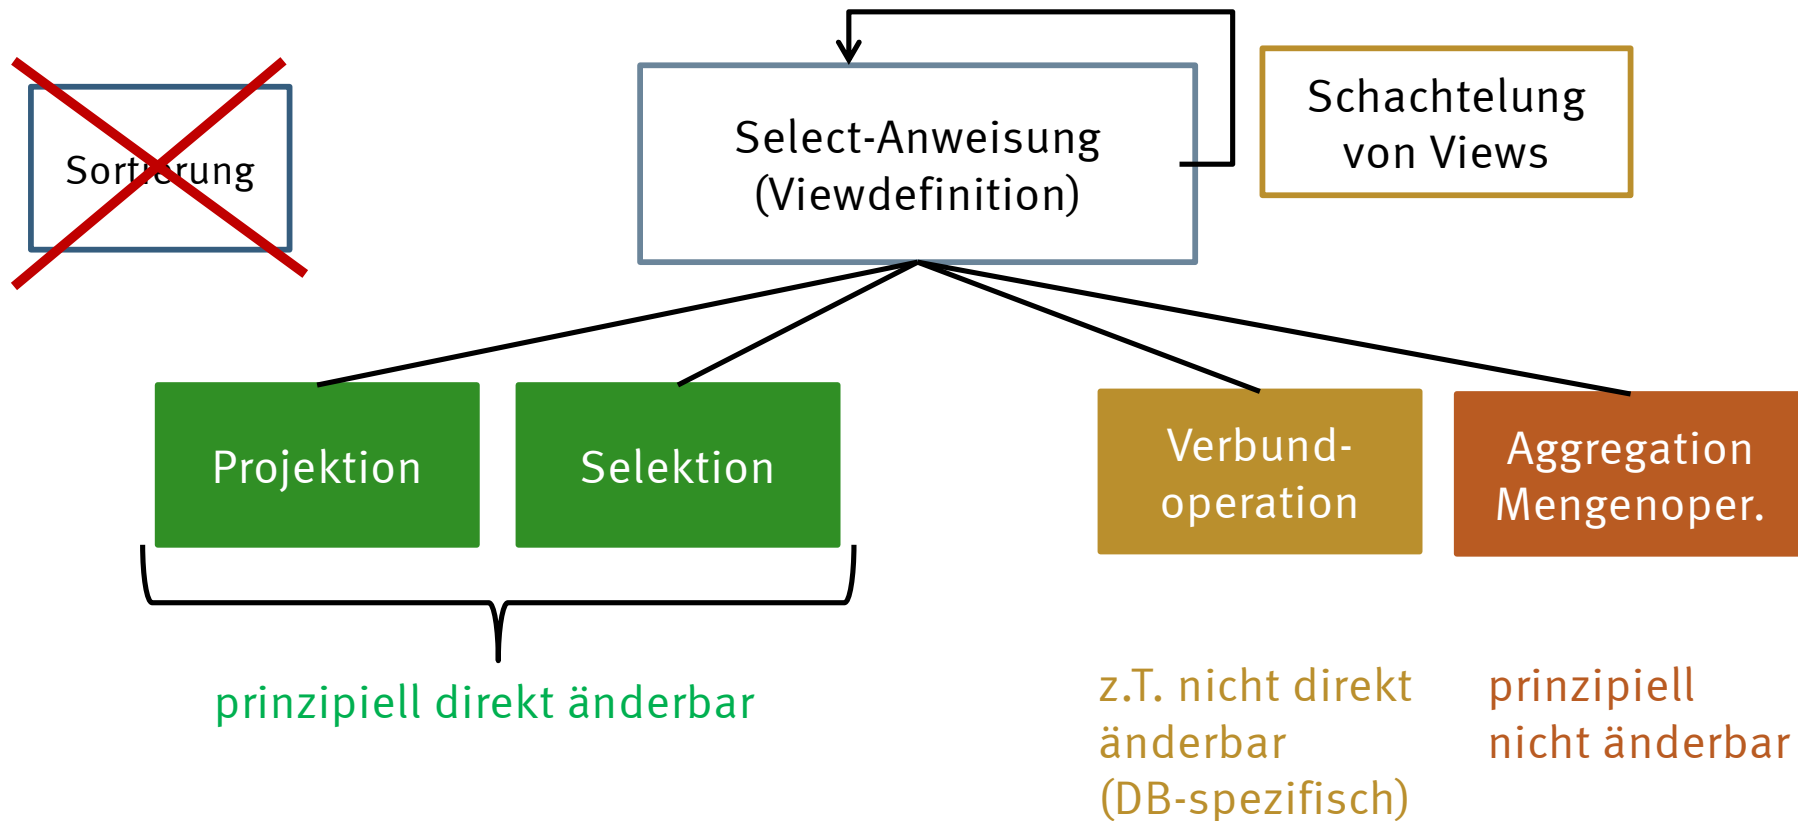 Sortierung
Select-Anweisung
(Viewdefinition)
Schachtelung
von Views
Projektion
Selektion
Verbund-
operation
Aggregation
Mengenoper.
prinzipiell direkt änderbar
z.T. nicht direkt
änderbar
(DB-spezifisch)
prinzipiell
nicht änderbar